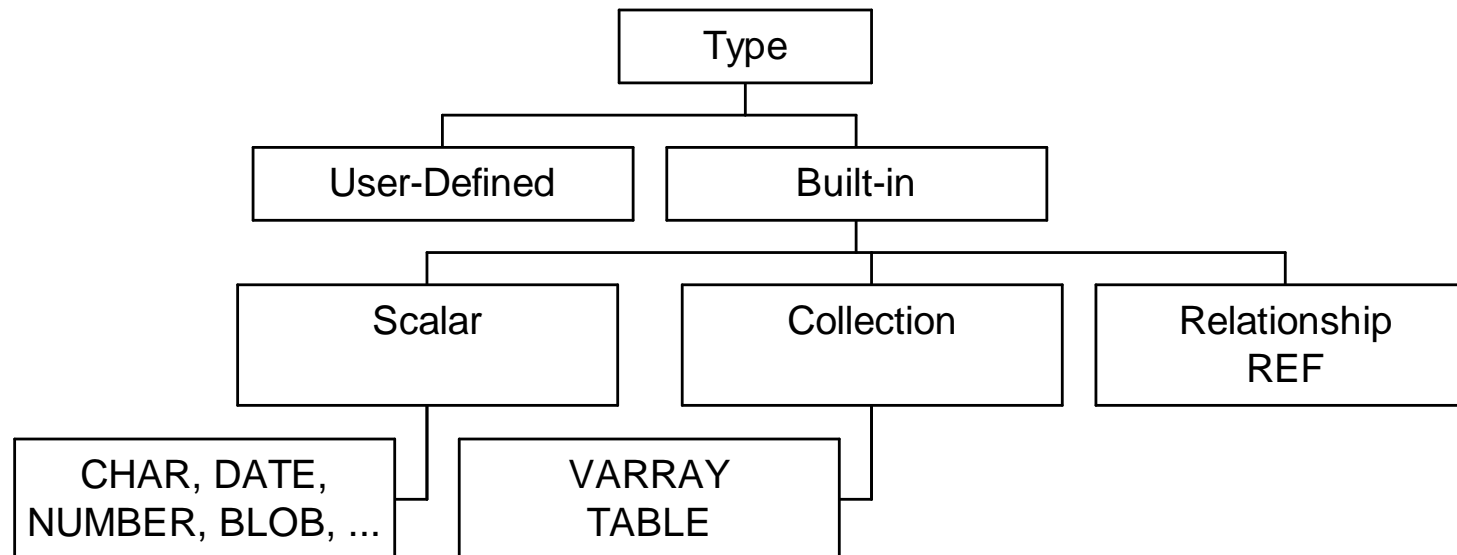 Type
User-Defined
Built-in
Scalar
Collection
Relationship
REF
CHAR, DATE,
NUMBER, BLOB, ...
VARRAY
TABLE